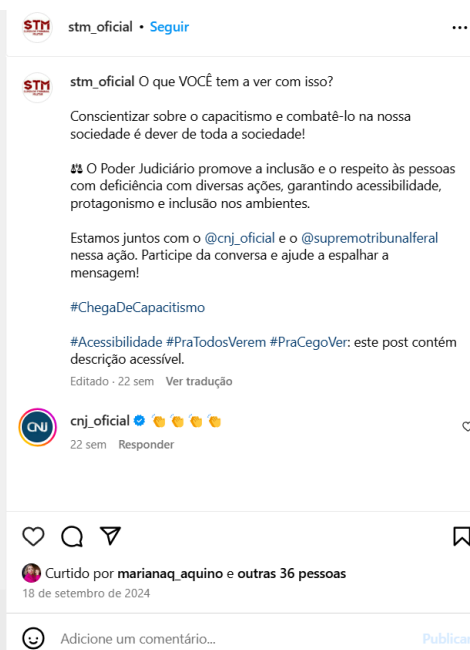 STM
stm_oficial • Seguir
STM
stm_oficial O que VOCÊ tem a ver com isso?
Conscientizar sobre o capacitismo e combatê-lo na nossa
sociedade é dever de toda a sociedade!
O Poder Judiciário promove a inclusão e o respeito às pessoas
com deficiência com diversas ações, garantindo acessibilidade,
protagonismo e inclusão nos ambientes.
Estamos juntos com o @cnj_oficial e o @supremotribunalferal
nessa ação. Participe da conversa e ajude a espalhar a
mensagem!
#ChegaDeCapacitismo
#Acessibilidade #PraTodosVerem #PraCegoVer: este post contém
descrição acessível.
Editado · 22 sem Ver tradução
CNJ
cnj_oficial 👏 👏 👏 👏
22 sem Responder
Curtido por marianaq_aquino e outras 36 pessoas
18 de setembro de 2024
Adicione um comentário... Publicar